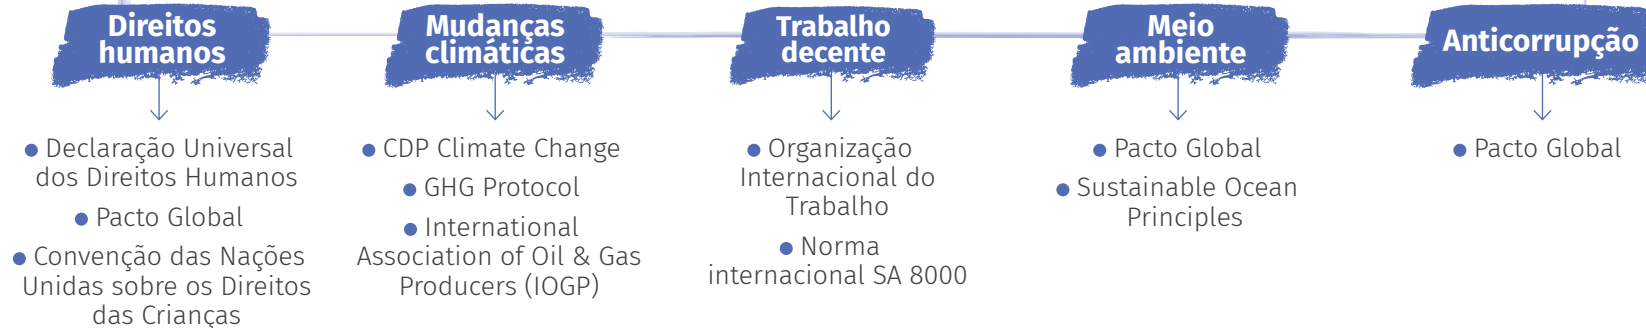 Direitos
humanos
● Declaração Universal
dos Direitos Humanos
● Pacto Global
● Convenção das Nações
Unidas sobre os Direitos
das Crianças
Mudanças
climáticas
● CDP Climate Change
● GHG Protocol
● International
Association of Oil & Gas
Producers (IOGP)
Trabalho
decente
● Organização
Internacional do
Trabalho
● Norma
internacional SA 8000
Meio
ambiente
● Pacto Global
● Sustainable Ocean
Principles
Anticorrupção
● Pacto Global